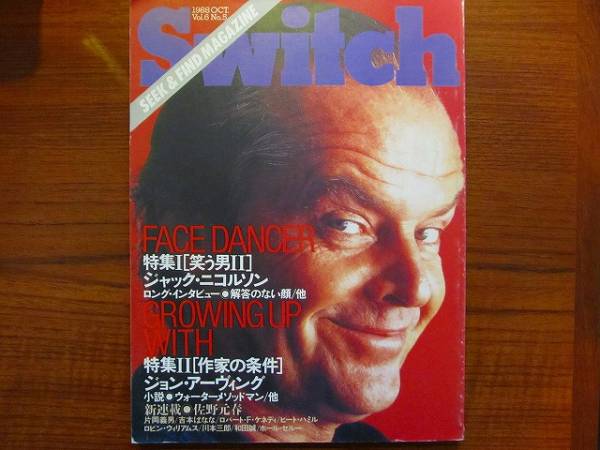 1988 OCT.
Vol.6 No.5
Switch
SEEK & FIND MAGAZINE
FACE DANCER
特集I[笑う男II]
ジャック・ニコルソン
ロング・インタビュー●解答のない顔/他
GROWING UP
WITH
特集II[作家の条件]
ジョン・アーヴィング
小説●ウォーターメソッドマン/他
新連載●佐野元春
片岡義男/吉本ばなな/ロバート・F・ケネディ/ピート・ハミル
ロビン・ウィリアムス/川本三郎/和田誠/ポール・セルー